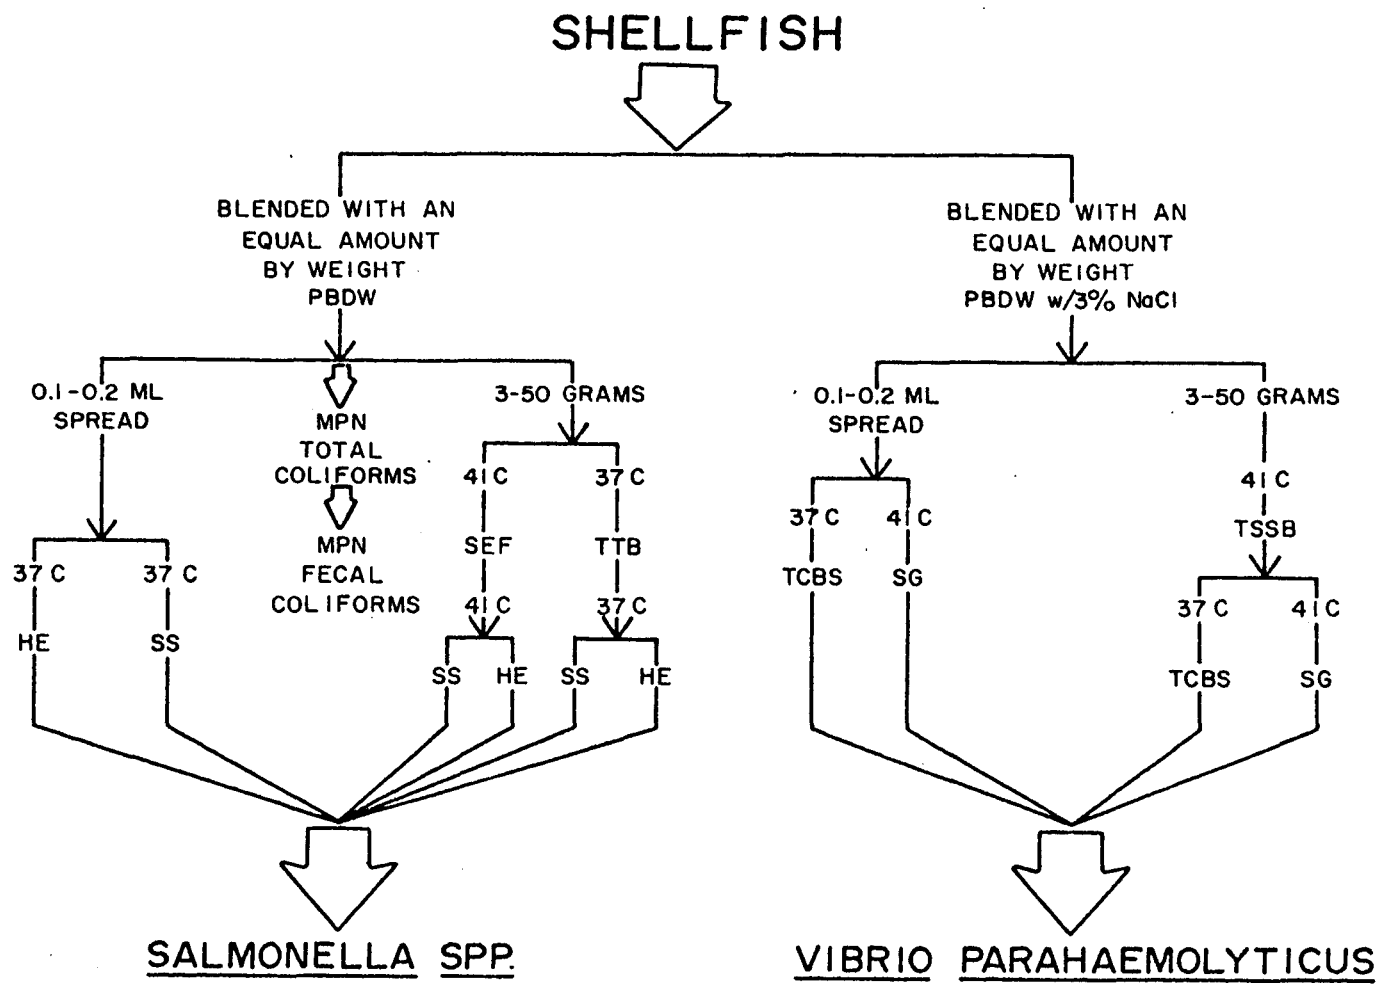 SHELLFISH
BLENDED WITH AN
EQUAL AMOUNT
BY WEIGHT
PBDW
0.1-0.2 ML
SPREAD
37 C
37 C
HE
SS
MPN
TOTAL
COLIFORMS
MPN
FECAL
COLIFORMS
3-50 GRAMS
41 C
37 C
SEF
TTB
41 C
37 C
SS
HE
SS
HE
SALMONELLA SPP.
BLENDED WITH AN
EQUAL AMOUNT
BY WEIGHT
PBDW w/3% NaCl
0.1-0.2 ML
SPREAD
37 C
41 C
TCBS
SG
3-50 GRAMS
41 C
TSSB
37 C
41 C
TCBS
SG
VIBRIO PARAHAEMOLYTICUS